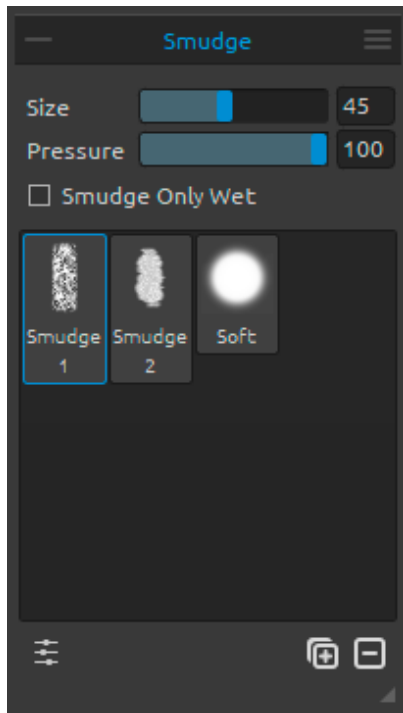 Smudge
Size 45
Pressure 100
Smudge Only Wet
Smudge Smudge Soft
1 2